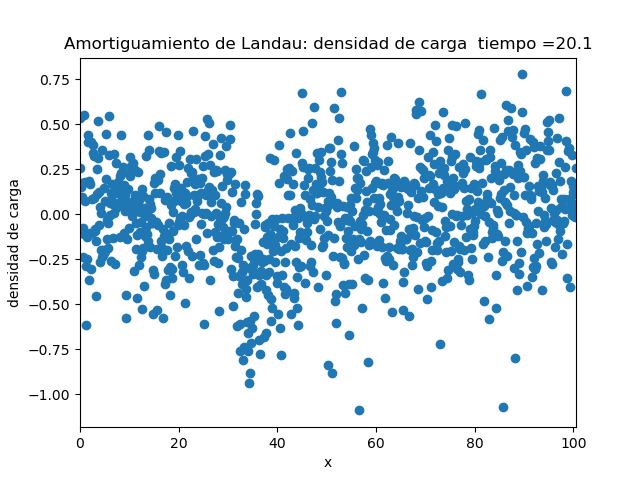 Amortiguamiento de Landau: densidad de carga  tiempo =20.1
0.75
0.50
0.25
0.00
−0.25
−0.50
−0.75
−1.00
densidad de carga
0 20 40 60 80 100
x